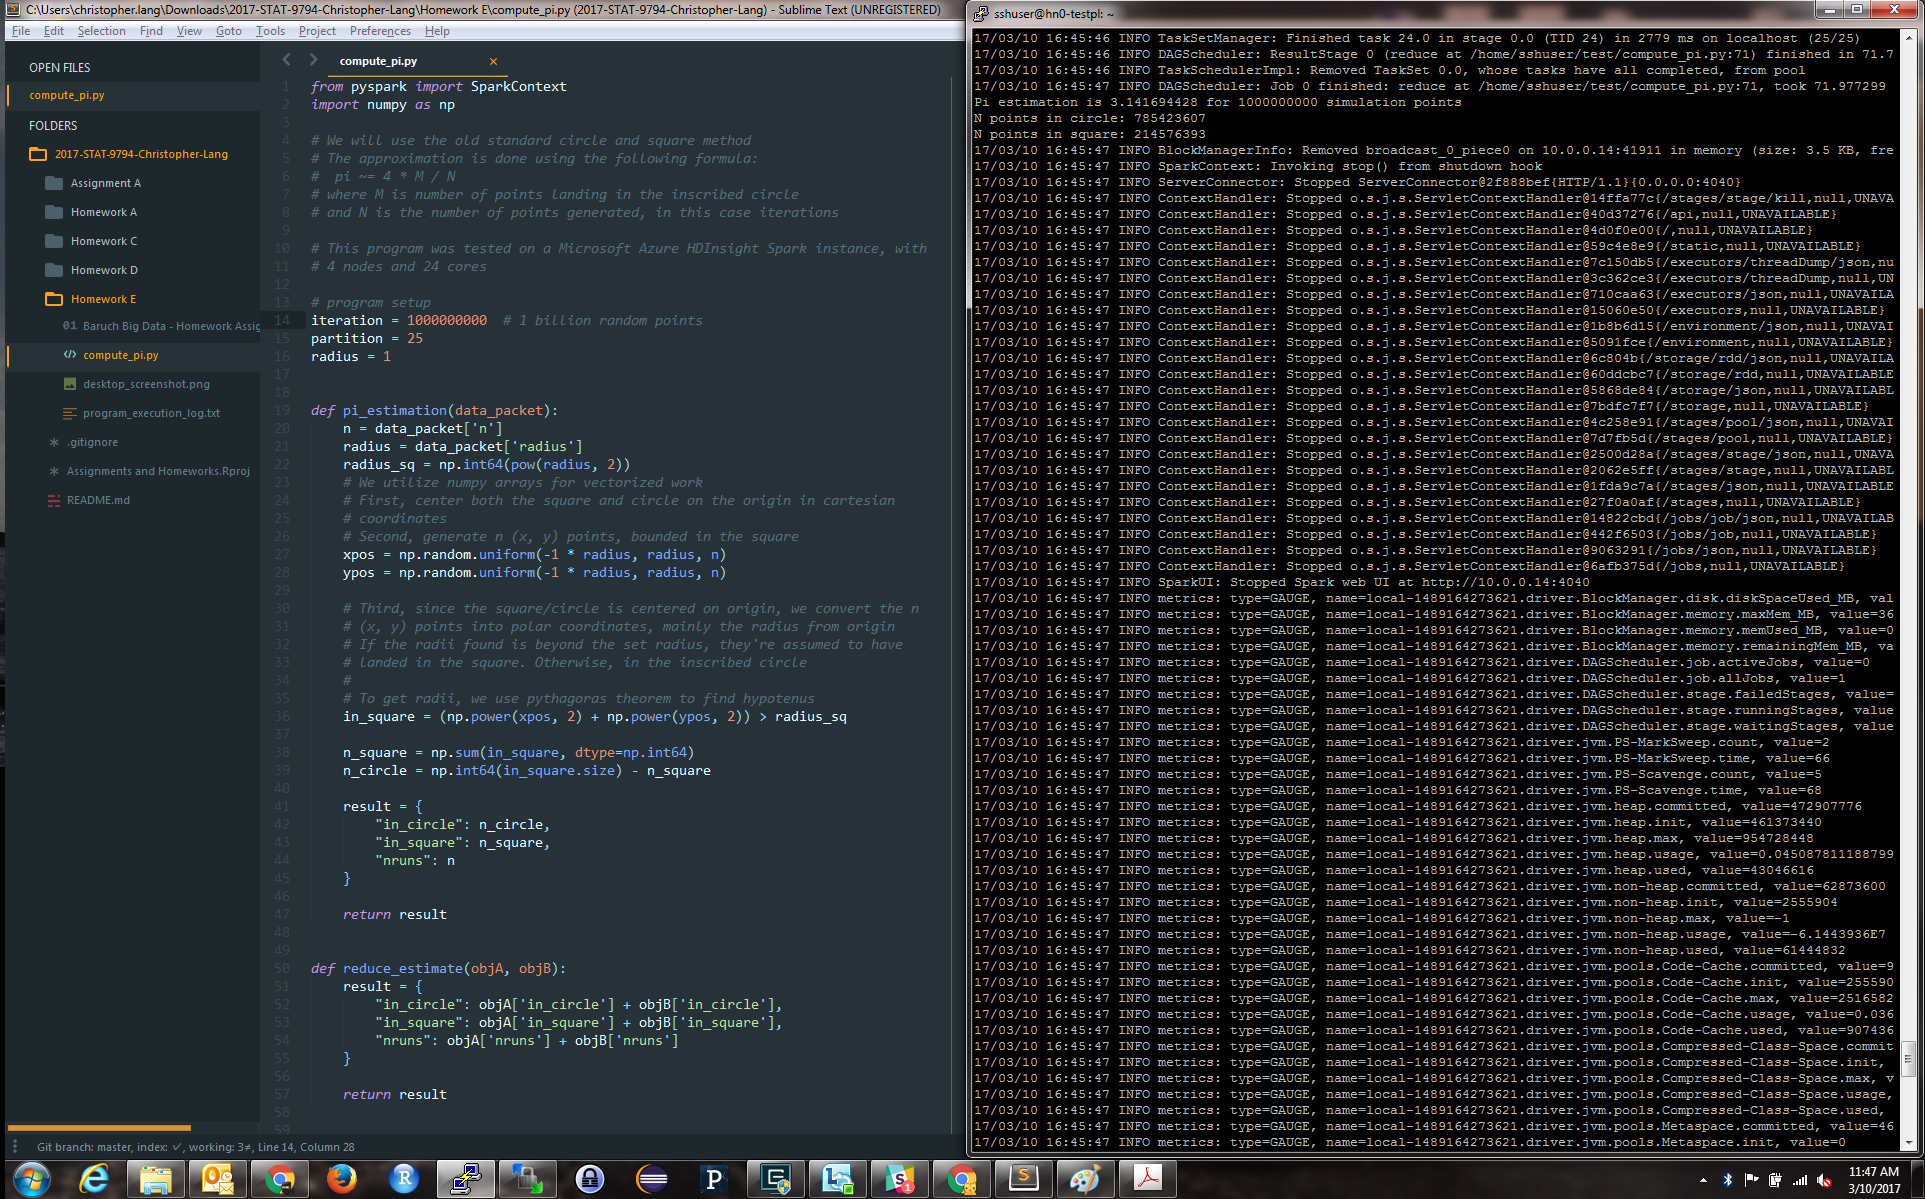 C:\Users\christopher.lang\Downloads\2017-STAT-9794-Christopher-Lang\Homework E\compute_pi.py (2017-STAT-9794-Christopher-Lang) - Sublime Text (UNREGISTERED)
File Edit Selection Find View Goto Tools Project Preferences Help
OPEN FILES
compute_pi.py
FOLDERS
2017-STAT-9794-Christopher-Lang
Assignment A
Homework A
Homework C
Homework D
Homework E
01 Baruch Big Data - Homework Assig
compute_pi.py
desktop_screenshot.png
program_execution_log.txt
.gitignore
Assignments and Homeworks.Rproj
README.md
compute_pi.py ×
1 from pyspark import SparkContext
2 import numpy as np
3
4 # We will use the old standard circle and square method
5 # The approximation is done using the following formula:
6 #  pi ~= 4 * M / N
7 # where M is number of points landing in the inscribed circle
8 # and N is the number of points generated, in this case iterations
9
10 # This program was tested on a Microsoft Azure HDInsight Spark instance, with
11 # 4 nodes and 24 cores
12
13 # program setup
14 iteration = 1000000000  # 1 billion random points
15 partition = 25
16 radius = 1
17
18
19 def pi_estimation(data_packet):
20     n = data_packet['n']
21     radius = data_packet['radius']
22     radius_sq = np.int64(pow(radius, 2))
23     # We utilize numpy arrays for vectorized work
24     # First, center both the square and circle on the origin in cartesian
25     # coordinates
26     # Second, generate n (x, y) points, bounded in the square
27     xpos = np.random.uniform(-1 * radius, radius, n)
28     ypos = np.random.uniform(-1 * radius, radius, n)
29
30     # Third, since the square/circle is centered on origin, we convert the n
31     # (x, y) points into polar coordinates, mainly the radius from origin
32     # If the radii found is beyond the set radius, they're assumed to have
33     # landed in the square. Otherwise, in the inscribed circle
34     #
35     # To get radii, we use pythagoras theorem to find hypotenus
36     in_square = (np.power(xpos, 2) + np.power(ypos, 2)) > radius_sq
37
38     n_square = np.sum(in_square, dtype=np.int64)
39     n_circle = np.int64(in_square.size) - n_square
40
41     result = {
42         "in_circle": n_circle,
43         "in_square": n_square,
44         "nruns": n
45     }
46
47     return result
48
49
50 def reduce_estimate(objA, objB):
51     result = {
52         "in_circle": objA['in_circle'] + objB['in_circle'],
53         "in_square": objA['in_square'] + objB['in_square'],
54         "nruns": objA['nruns'] + objB['nruns']
55     }
56
57     return result
58
59
Git branch: master, index: ✓, working: 3≠, Line 14, Column 28
sshuser@hn0-testpl: ~
17/03/10 16:45:46 INFO TaskSetManager: Finished task 24.0 in stage 0.0 (TID 24) in 2779 ms on localhost (25/25)
17/03/10 16:45:46 INFO DAGScheduler: ResultStage 0 (reduce at /home/sshuser/test/compute_pi.py:71) finished in 71.7
17/03/10 16:45:46 INFO TaskSchedulerImpl: Removed TaskSet 0.0, whose tasks have all completed, from pool
17/03/10 16:45:46 INFO DAGScheduler: Job 0 finished: reduce at /home/sshuser/test/compute_pi.py:71, took 71.977299
Pi estimation is 3.141694428 for 1000000000 simulation points
N points in circle: 785423607
N points in square: 214576393
17/03/10 16:45:47 INFO BlockManagerInfo: Removed broadcast_0_piece0 on 10.0.0.14:41911 in memory (size: 3.5 KB, fre
17/03/10 16:45:47 INFO SparkContext: Invoking stop() from shutdown hook
17/03/10 16:45:47 INFO ServerConnector: Stopped ServerConnector@2f888bef{HTTP/1.1}{0.0.0.0:4040}
17/03/10 16:45:47 INFO ContextHandler: Stopped o.s.j.s.ServletContextHandler@14ffa77c{/stages/stage/kill,null,UNAVA
17/03/10 16:45:47 INFO ContextHandler: Stopped o.s.j.s.ServletContextHandler@40d37276{/api,null,UNAVAILABLE}
17/03/10 16:45:47 INFO ContextHandler: Stopped o.s.j.s.ServletContextHandler@4d0f0e00{/,null,UNAVAILABLE}
17/03/10 16:45:47 INFO ContextHandler: Stopped o.s.j.s.ServletContextHandler@59c4e8e9{/static,null,UNAVAILABLE}
17/03/10 16:45:47 INFO ContextHandler: Stopped o.s.j.s.ServletContextHandler@7c150db5{/executors/threadDump/json,nu
17/03/10 16:45:47 INFO ContextHandler: Stopped o.s.j.s.ServletContextHandler@3c362ce3{/executors/threadDump,null,UN
17/03/10 16:45:47 INFO ContextHandler: Stopped o.s.j.s.ServletContextHandler@710caa63{/executors/json,null,UNAVAILA
17/03/10 16:45:47 INFO ContextHandler: Stopped o.s.j.s.ServletContextHandler@15060e50{/executors,null,UNAVAILABLE}
17/03/10 16:45:47 INFO ContextHandler: Stopped o.s.j.s.ServletContextHandler@1b8b6d15{/environment/json,null,UNAVAI
17/03/10 16:45:47 INFO ContextHandler: Stopped o.s.j.s.ServletContextHandler@5091fce{/environment,null,UNAVAILABLE}
17/03/10 16:45:47 INFO ContextHandler: Stopped o.s.j.s.ServletContextHandler@6c804b{/storage/rdd/json,null,UNAVAILA
17/03/10 16:45:47 INFO ContextHandler: Stopped o.s.j.s.ServletContextHandler@60ddcbc7{/storage/rdd,null,UNAVAILABLE
17/03/10 16:45:47 INFO ContextHandler: Stopped o.s.j.s.ServletContextHandler@5868de84{/storage/json,null,UNAVAILABL
17/03/10 16:45:47 INFO ContextHandler: Stopped o.s.j.s.ServletContextHandler@7bdfc7f7{/storage,null,UNAVAILABLE}
17/03/10 16:45:47 INFO ContextHandler: Stopped o.s.j.s.ServletContextHandler@4c258e91{/stages/pool/json,null,UNAVAI
17/03/10 16:45:47 INFO ContextHandler: Stopped o.s.j.s.ServletContextHandler@7d7fb5d{/stages/pool,null,UNAVAILABLE}
17/03/10 16:45:47 INFO ContextHandler: Stopped o.s.j.s.ServletContextHandler@2500d28a{/stages/stage/json,null,UNAVA
17/03/10 16:45:47 INFO ContextHandler: Stopped o.s.j.s.ServletContextHandler@2062e5ff{/stages/stage,null,UNAVAILABL
17/03/10 16:45:47 INFO ContextHandler: Stopped o.s.j.s.ServletContextHandler@1fda9c7a{/stages/json,null,UNAVAILABLE
17/03/10 16:45:47 INFO ContextHandler: Stopped o.s.j.s.ServletContextHandler@27f0a0af{/stages,null,UNAVAILABLE}
17/03/10 16:45:47 INFO ContextHandler: Stopped o.s.j.s.ServletContextHandler@14822cbd{/jobs/job/json,null,UNAVAILAB
17/03/10 16:45:47 INFO ContextHandler: Stopped o.s.j.s.ServletContextHandler@442f6503{/jobs/job,null,UNAVAILABLE}
17/03/10 16:45:47 INFO ContextHandler: Stopped o.s.j.s.ServletContextHandler@9063291{/jobs/json,null,UNAVAILABLE}
17/03/10 16:45:47 INFO ContextHandler: Stopped o.s.j.s.ServletContextHandler@6afb375d{/jobs,null,UNAVAILABLE}
17/03/10 16:45:47 INFO SparkUI: Stopped Spark web UI at http://10.0.0.14:4040
17/03/10 16:45:47 INFO metrics: type=GAUGE, name=local-1489164273621.driver.BlockManager.disk.diskSpaceUsed_MB, val
17/03/10 16:45:47 INFO metrics: type=GAUGE, name=local-1489164273621.driver.BlockManager.memory.maxMem_MB, value=36
17/03/10 16:45:47 INFO metrics: type=GAUGE, name=local-1489164273621.driver.BlockManager.memory.memUsed_MB, value=0
17/03/10 16:45:47 INFO metrics: type=GAUGE, name=local-1489164273621.driver.BlockManager.memory.remainingMem_MB, va
17/03/10 16:45:47 INFO metrics: type=GAUGE, name=local-1489164273621.driver.DAGScheduler.job.activeJobs, value=0
17/03/10 16:45:47 INFO metrics: type=GAUGE, name=local-1489164273621.driver.DAGScheduler.job.allJobs, value=1
17/03/10 16:45:47 INFO metrics: type=GAUGE, name=local-1489164273621.driver.DAGScheduler.stage.failedStages, value=
17/03/10 16:45:47 INFO metrics: type=GAUGE, name=local-1489164273621.driver.DAGScheduler.stage.runningStages, value
17/03/10 16:45:47 INFO metrics: type=GAUGE, name=local-1489164273621.driver.DAGScheduler.stage.waitingStages, value
17/03/10 16:45:47 INFO metrics: type=GAUGE, name=local-1489164273621.driver.jvm.PS-MarkSweep.count, value=2
17/03/10 16:45:47 INFO metrics: type=GAUGE, name=local-1489164273621.driver.jvm.PS-MarkSweep.time, value=66
17/03/10 16:45:47 INFO metrics: type=GAUGE, name=local-1489164273621.driver.jvm.PS-Scavenge.count, value=5
17/03/10 16:45:47 INFO metrics: type=GAUGE, name=local-1489164273621.driver.jvm.PS-Scavenge.time, value=68
17/03/10 16:45:47 INFO metrics: type=GAUGE, name=local-1489164273621.driver.jvm.heap.committed, value=472907776
17/03/10 16:45:47 INFO metrics: type=GAUGE, name=local-1489164273621.driver.jvm.heap.init, value=461373440
17/03/10 16:45:47 INFO metrics: type=GAUGE, name=local-1489164273621.driver.jvm.heap.max, value=954728448
17/03/10 16:45:47 INFO metrics: type=GAUGE, name=local-1489164273621.driver.jvm.heap.usage, value=0.045087811188799
17/03/10 16:45:47 INFO metrics: type=GAUGE, name=local-1489164273621.driver.jvm.heap.used, value=43046616
17/03/10 16:45:47 INFO metrics: type=GAUGE, name=local-1489164273621.driver.jvm.non-heap.committed, value=62873600
17/03/10 16:45:47 INFO metrics: type=GAUGE, name=local-1489164273621.driver.jvm.non-heap.init, value=2555904
17/03/10 16:45:47 INFO metrics: type=GAUGE, name=local-1489164273621.driver.jvm.non-heap.max, value=-1
17/03/10 16:45:47 INFO metrics: type=GAUGE, name=local-1489164273621.driver.jvm.non-heap.usage, value=-6.1443936E7
17/03/10 16:45:47 INFO metrics: type=GAUGE, name=local-1489164273621.driver.jvm.non-heap.used, value=61444832
17/03/10 16:45:47 INFO metrics: type=GAUGE, name=local-1489164273621.driver.jvm.pools.Code-Cache.committed, value=9
17/03/10 16:45:47 INFO metrics: type=GAUGE, name=local-1489164273621.driver.jvm.pools.Code-Cache.init, value=255590
17/03/10 16:45:47 INFO metrics: type=GAUGE, name=local-1489164273621.driver.jvm.pools.Code-Cache.max, value=2516582
17/03/10 16:45:47 INFO metrics: type=GAUGE, name=local-1489164273621.driver.jvm.pools.Code-Cache.usage, value=0.036
17/03/10 16:45:47 INFO metrics: type=GAUGE, name=local-1489164273621.driver.jvm.pools.Code-Cache.used, value=907436
17/03/10 16:45:47 INFO metrics: type=GAUGE, name=local-1489164273621.driver.jvm.pools.Compressed-Class-Space.commit
17/03/10 16:45:47 INFO metrics: type=GAUGE, name=local-1489164273621.driver.jvm.pools.Compressed-Class-Space.init,
17/03/10 16:45:47 INFO metrics: type=GAUGE, name=local-1489164273621.driver.jvm.pools.Compressed-Class-Space.max, v
17/03/10 16:45:47 INFO metrics: type=GAUGE, name=local-1489164273621.driver.jvm.pools.Compressed-Class-Space.usage,
17/03/10 16:45:47 INFO metrics: type=GAUGE, name=local-1489164273621.driver.jvm.pools.Compressed-Class-Space.used,
17/03/10 16:45:47 INFO metrics: type=GAUGE, name=local-1489164273621.driver.jvm.pools.Metaspace.committed, value=46
17/03/10 16:45:47 INFO metrics: type=GAUGE, name=local-1489164273621.driver.jvm.pools.Metaspace.init, value=0
11:47 AM
3/10/2017